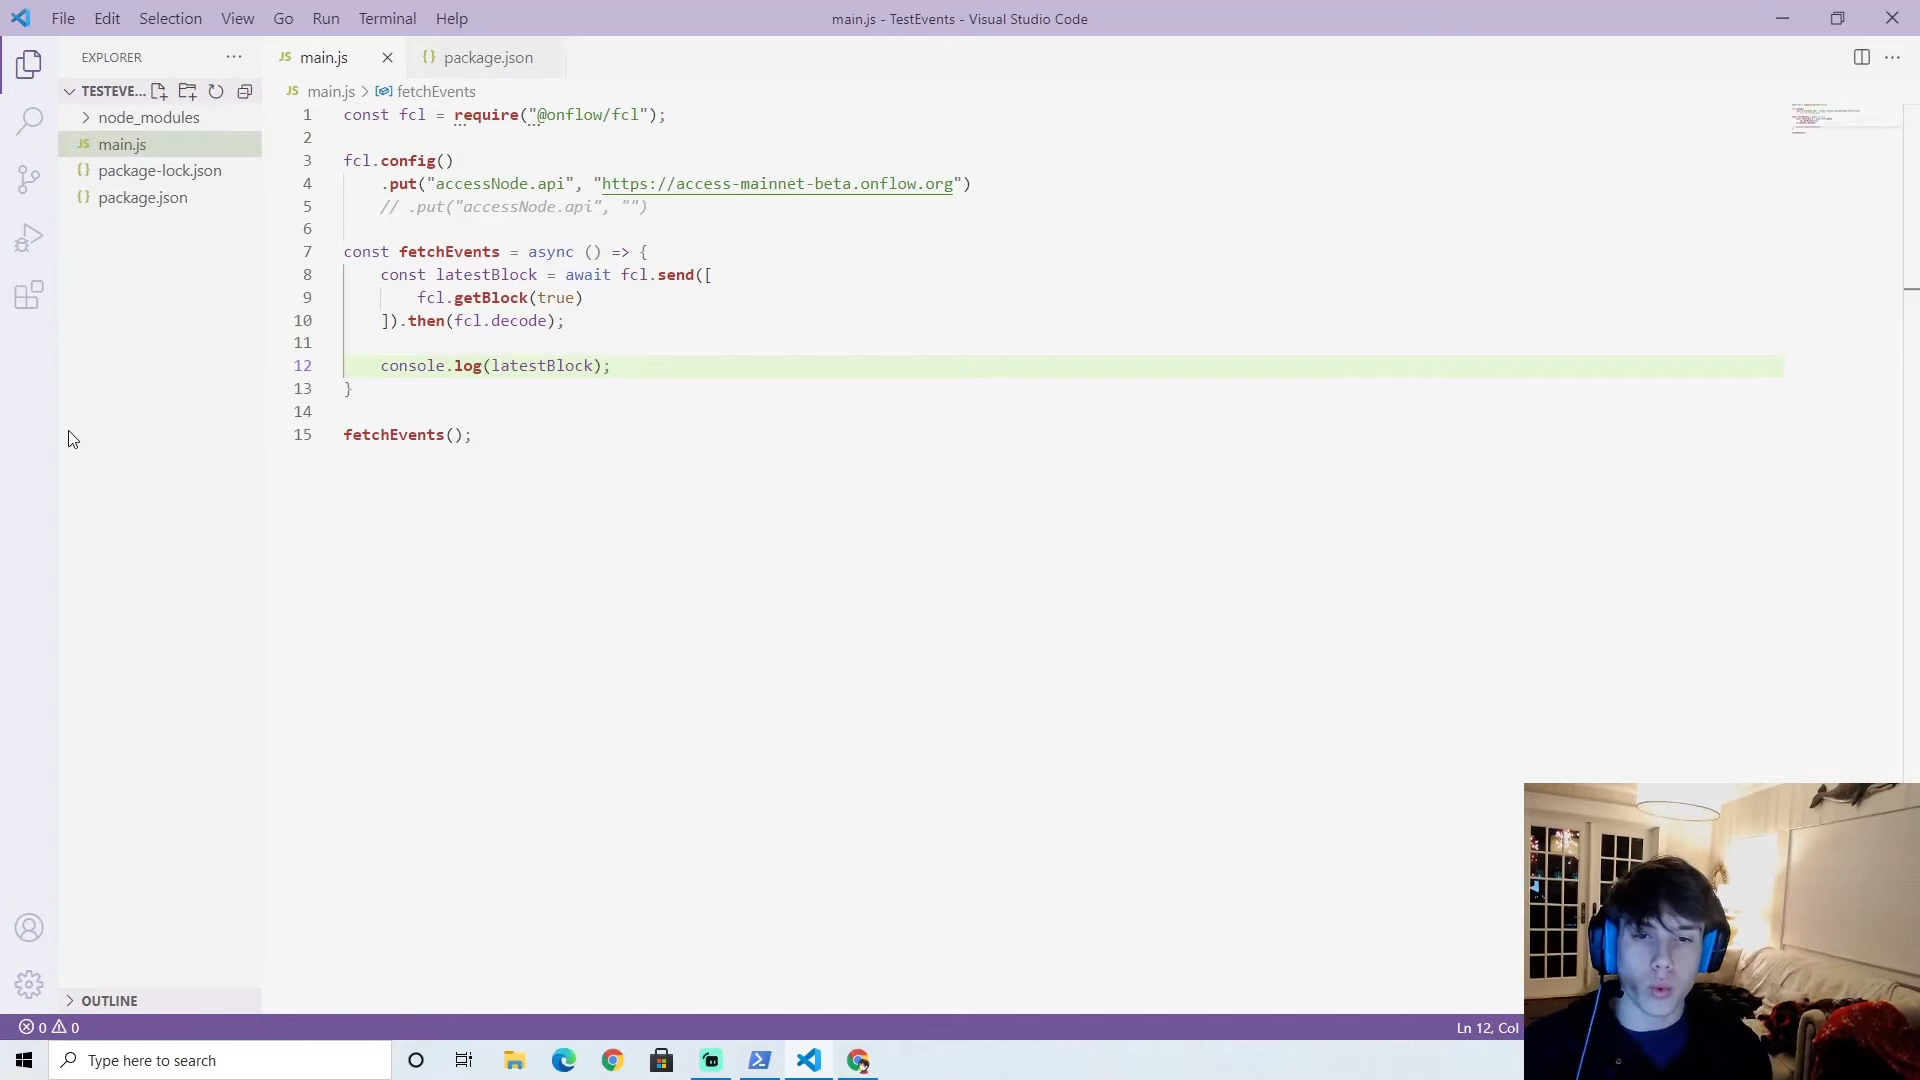 File Edit Selection View Go Run Terminal Help
main.js - TestEvents - Visual Studio Code
EXPLORER
TESTEVE...
node_modules
JS main.js
{} package-lock.json
{} package.json
OUTLINE
JS main.js
{} package.json
JS main.js > fetchEvents
1 const fcl = require("@onflow/fcl");
2
3 fcl.config()
4 .put("accessNode.api", "https://access-mainnet-beta.onflow.org")
5 // .put("accessNode.api", "")
6
7 const fetchEvents = async () => {
8 const latestBlock = await fcl.send([
9 fcl.getBlock(true)
10 ]).then(fcl.decode);
11
12 console.log(latestBlock);
13 }
14
15 fetchEvents();
0 0
Ln 12, Col
Type here to search